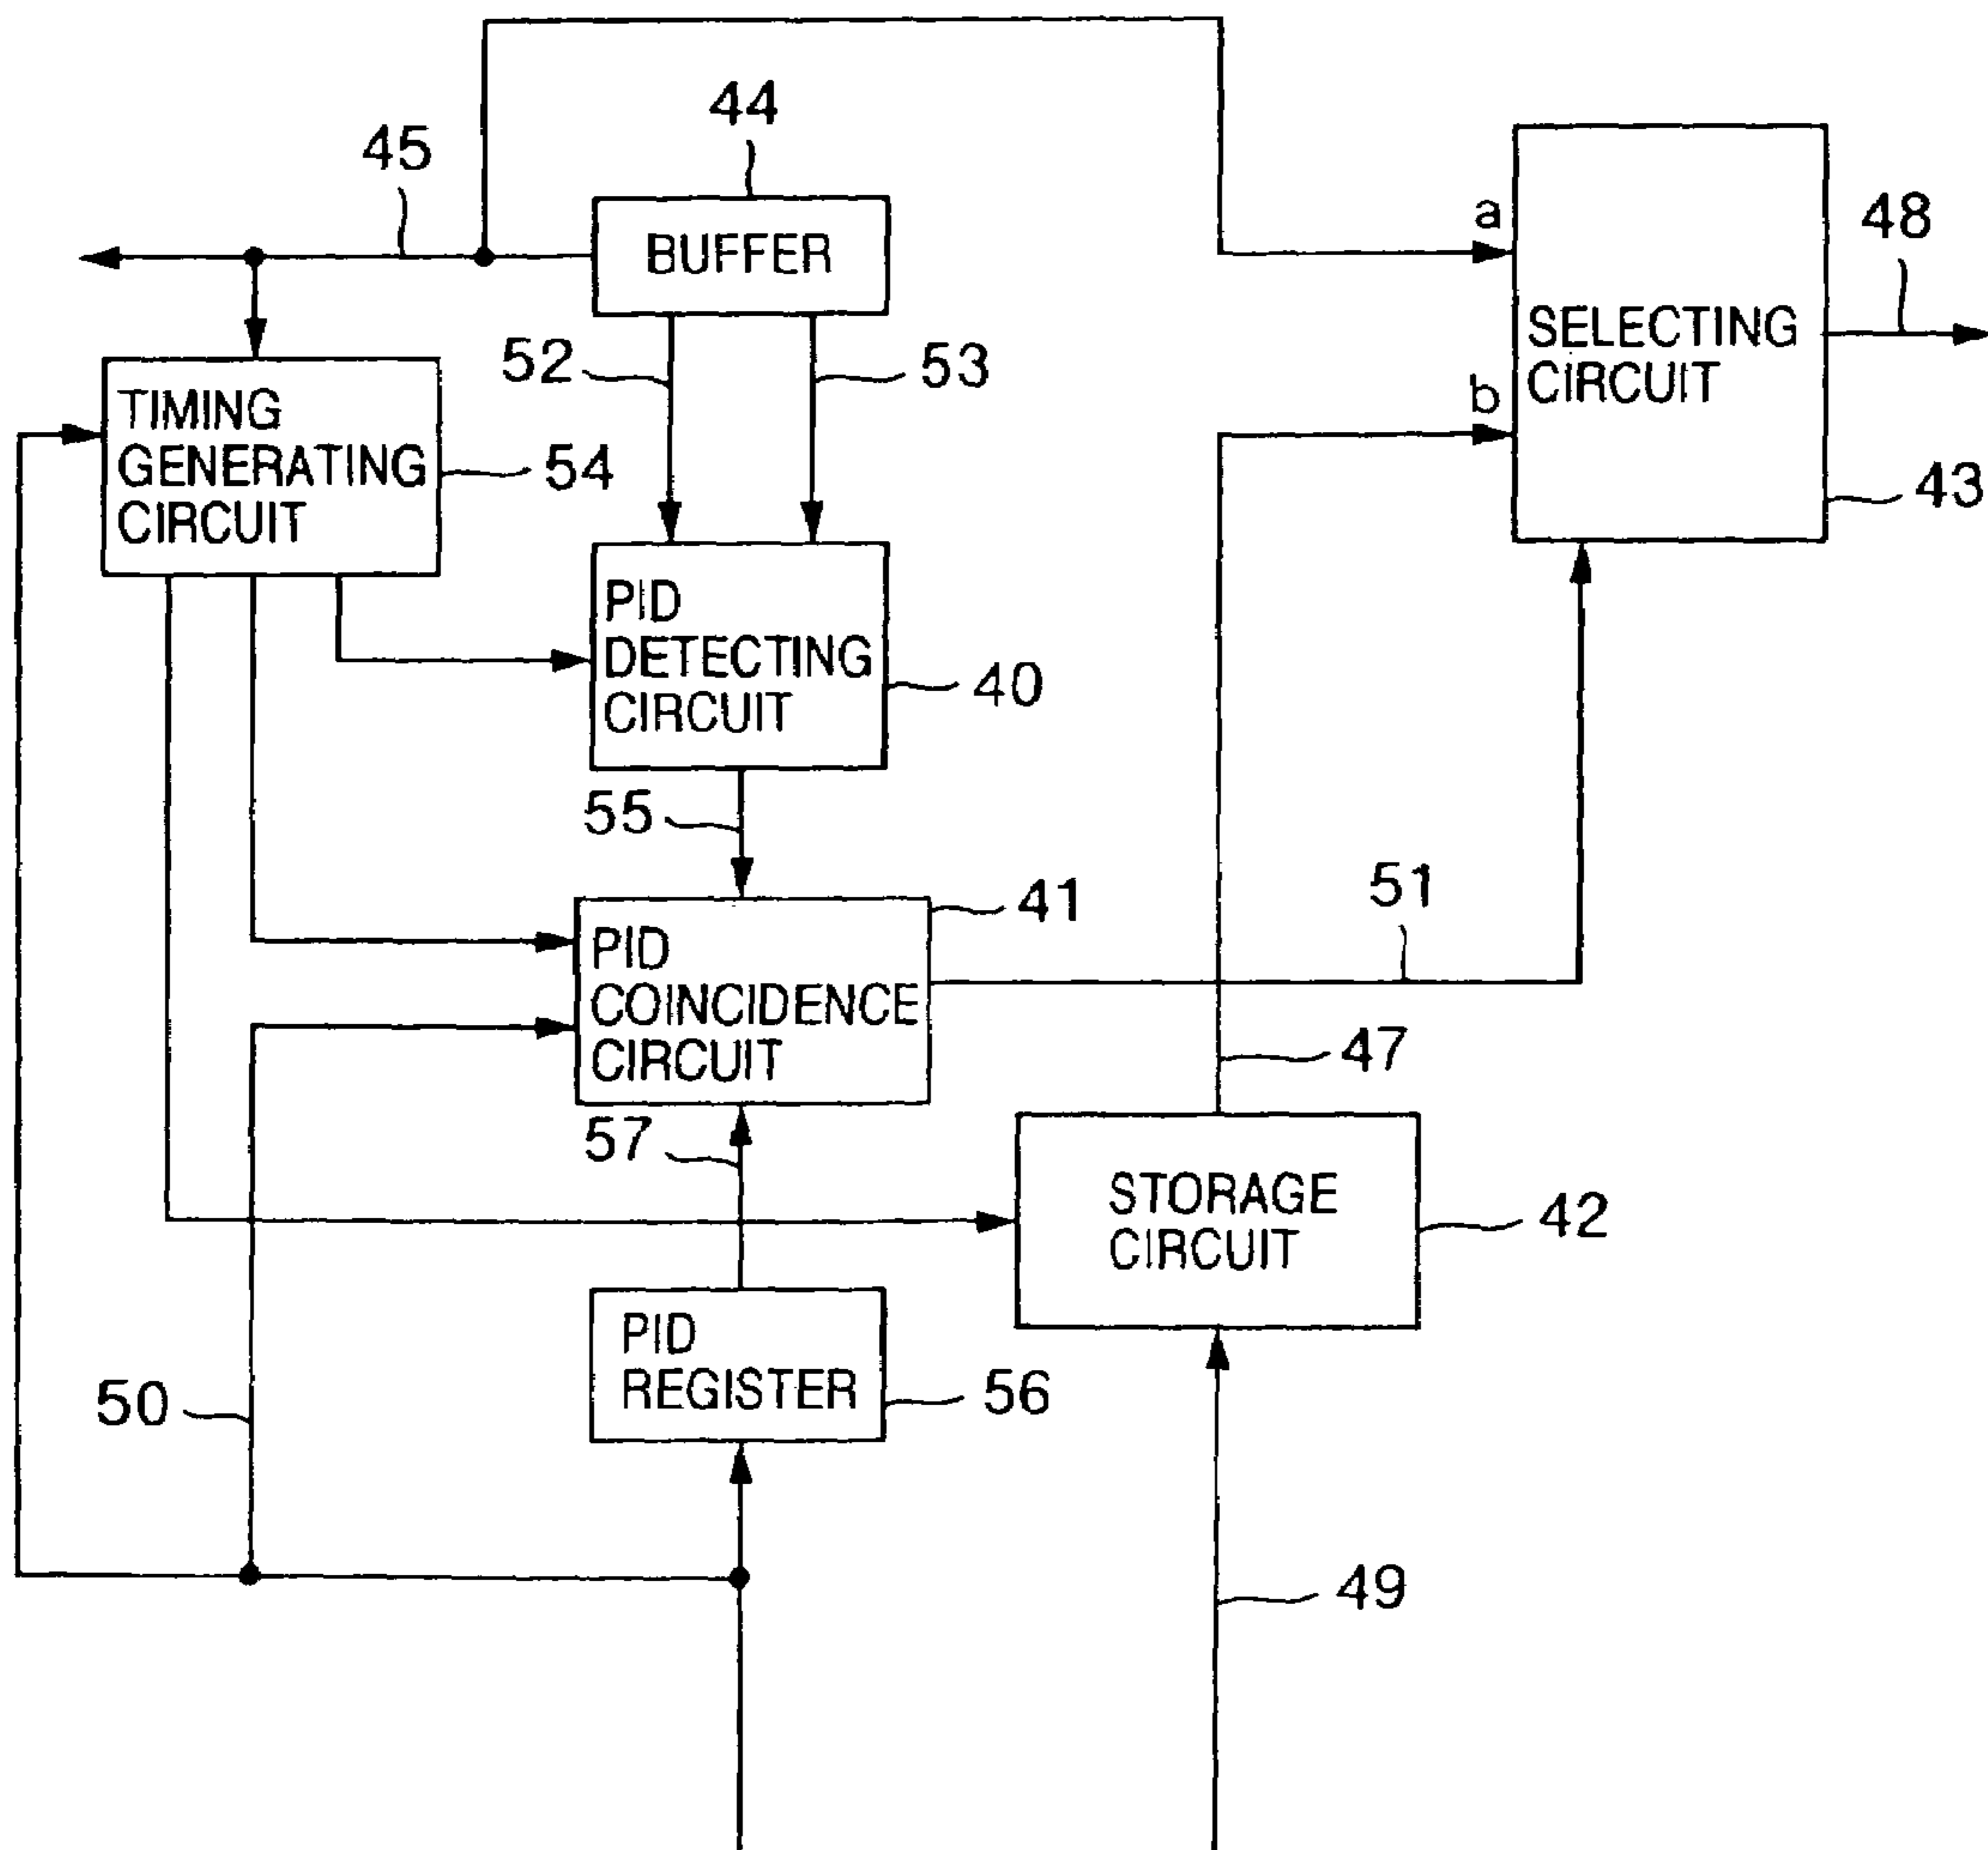 44
45
BUFFER
a
48
52
53
SELECTING
CIRCUIT
b
TIMING
GENERATING
CIRCUIT
54
43
PID
DETECTING
CIRCUIT
40
55
41
51
PID
COINCIDENCE
CIRCUIT
47
57
STORAGE
CIRCUIT
42
PID
REGISTER
56
50
49